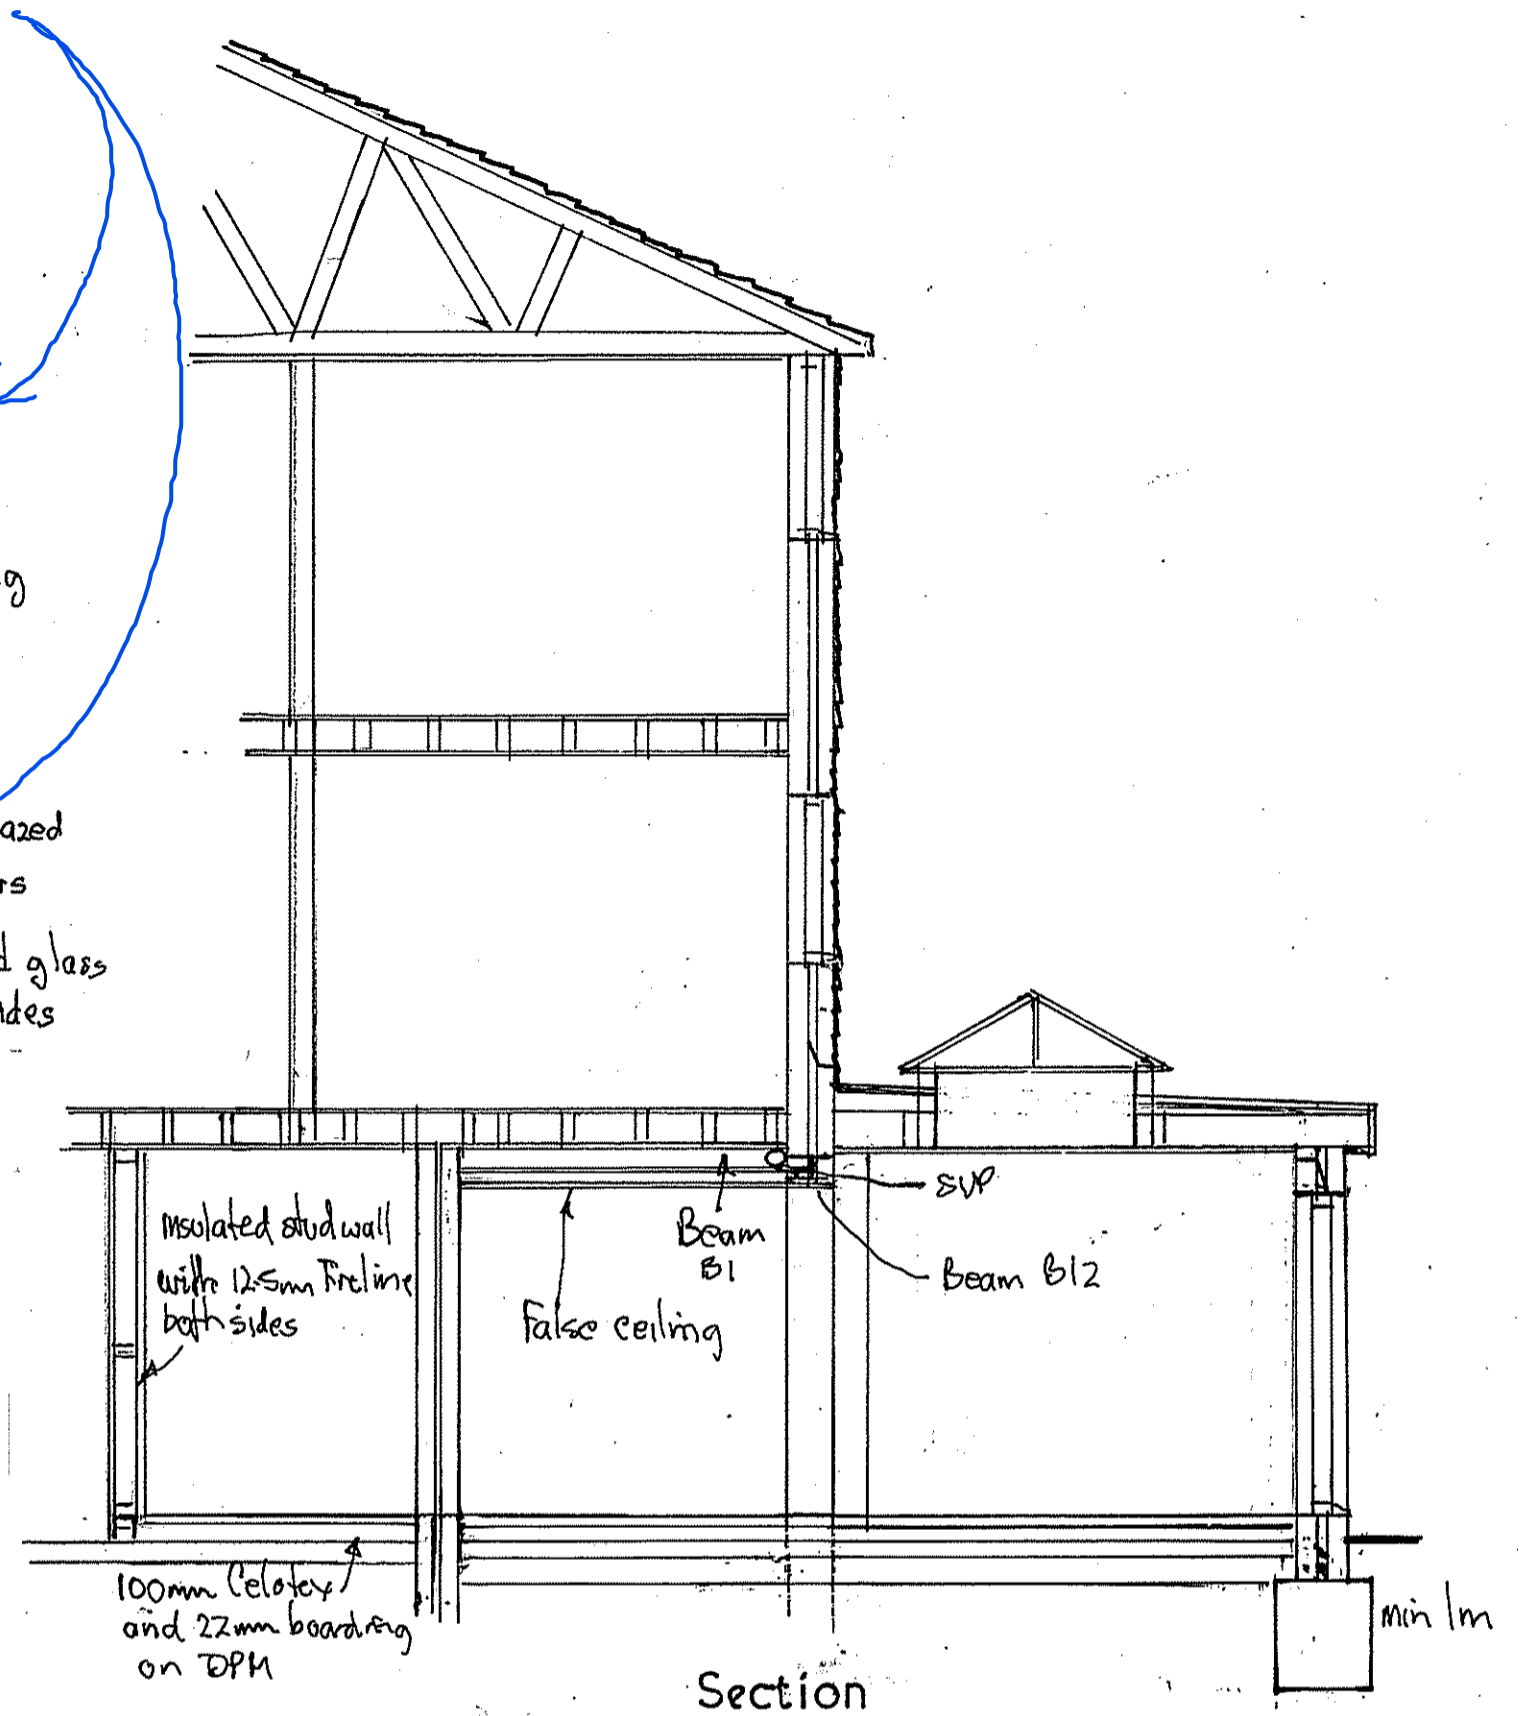 g
azed
rs
d glass
ides
SVP
Beam
B1
Beam B12
Insulated stud wall
with 12.5mm Fireline
both sides
False ceiling
100mm Celotex
and 22mm boarding
on DPM
min 1m
Section